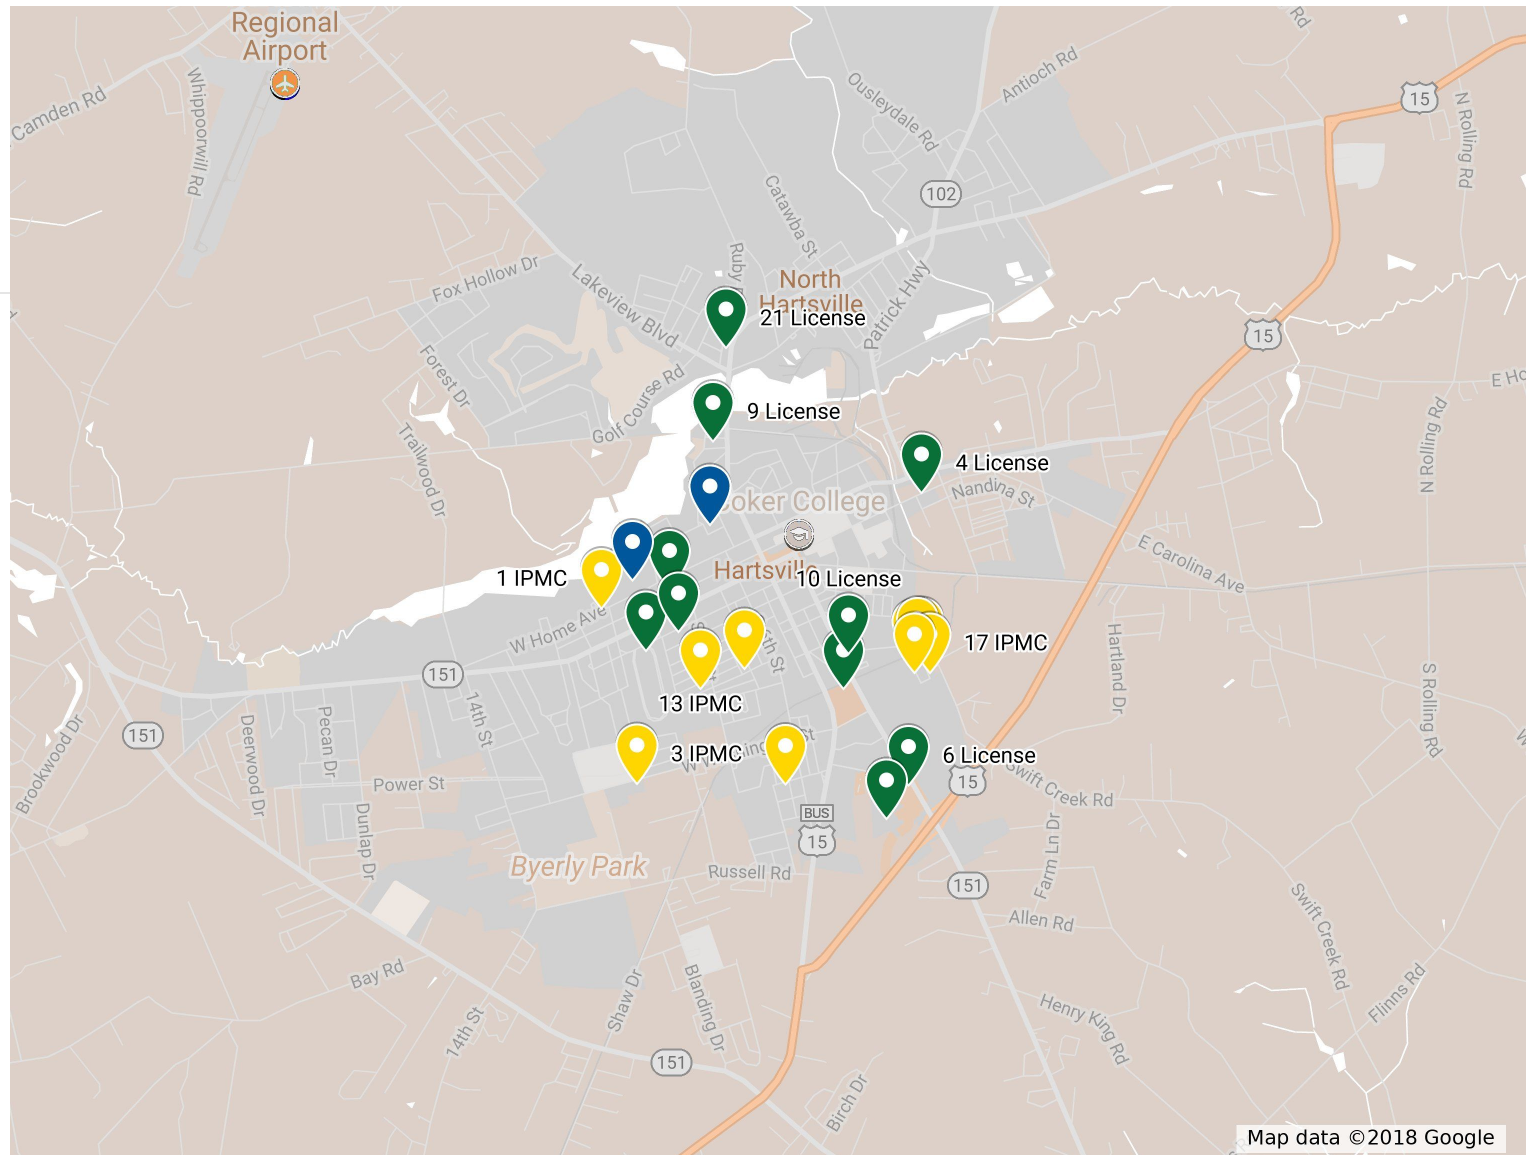 Regional
Airport
Camden Rd
Whippoorwill Rd
Rd
Antioch Rd
Ousleydale Rd
15
N Rolling Rd
102
Catawba St
Ruby
Fox Hollow Dr
Lakeview Blvd
North
Hartsville
21 License
Patrick Hwy
15
Forest Dr
Golf Course Rd
9 License
E Ho
N Rolling Rd
Trailwood Dr
4 License
Nandina St
oker College
E Carolina Ave
1 IPMC
Hartsville
10 License
W Home Ave
17 IPMC
Hartland Dr
151
13 IPMC
14th St
S Rolling Rd
151
Deerwood Dr
Pecan Dr
3 IPMC
6 License
Brookwood Dr
Power St
15
Swift Creek Rd
BUS
15
Dunlap Dr
Byerly Park
Russell Rd
Farm Ln Dr
151
Allen Rd
Swift Creek Rd
Bay Rd
Shaw Dr
Blanding Dr
Flinns Rd
14th St
Henry King Rd
151
Birch Dr
Map data ©2018 Google